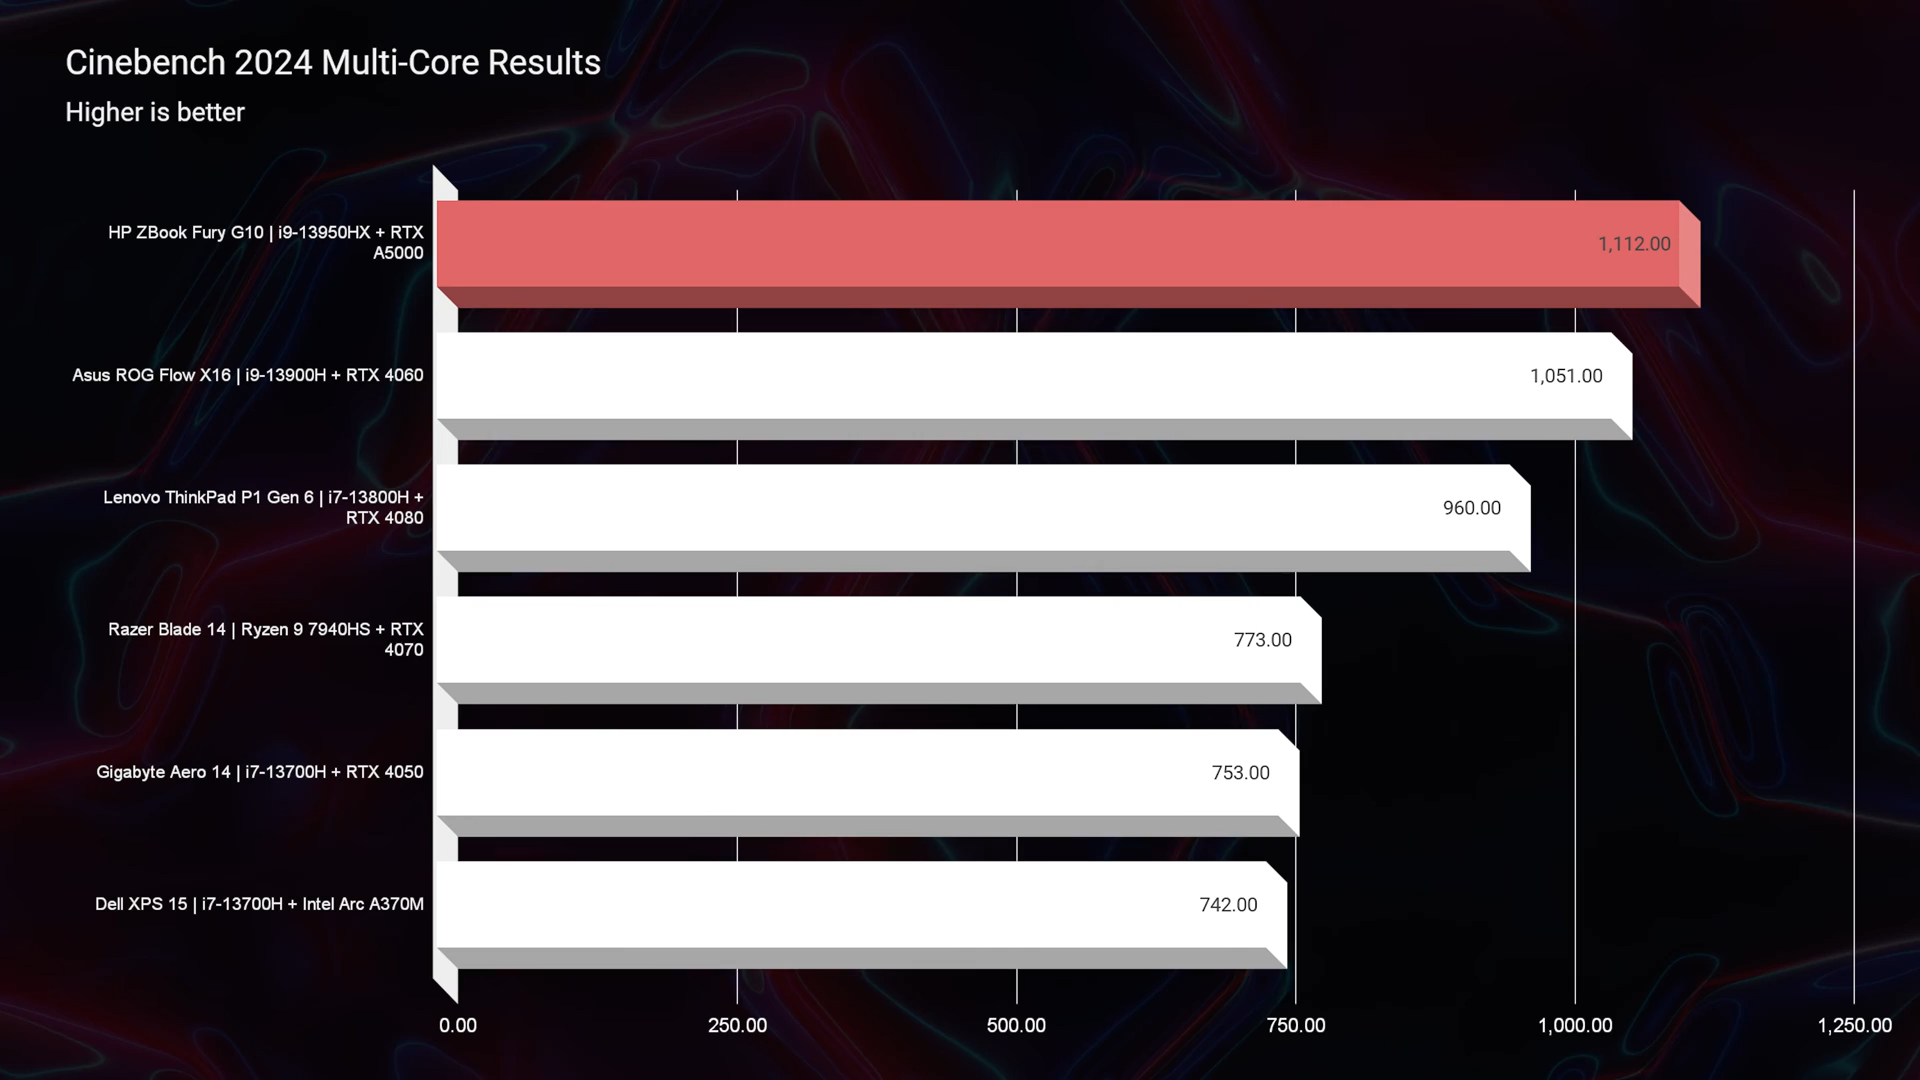 Cinebench 2024 Multi-Core Results
Higher is better
HP ZBook Fury G10 | i9-13950HX + RTX
A5000
1,112.00
Asus ROG Flow X16 | i9-13900H + RTX 4060
1,051.00
Lenovo ThinkPad P1 Gen 6 | i7-13800H +
RTX 4080
960.00
Razer Blade 14 | Ryzen 9 7940HS + RTX
4070
773.00
Gigabyte Aero 14 | i7-13700H + RTX 4050
753.00
Dell XPS 15 | i7-13700H + Intel Arc A370M
742.00
0.00 250.00 500.00 750.00 1,000.00 1,250.00